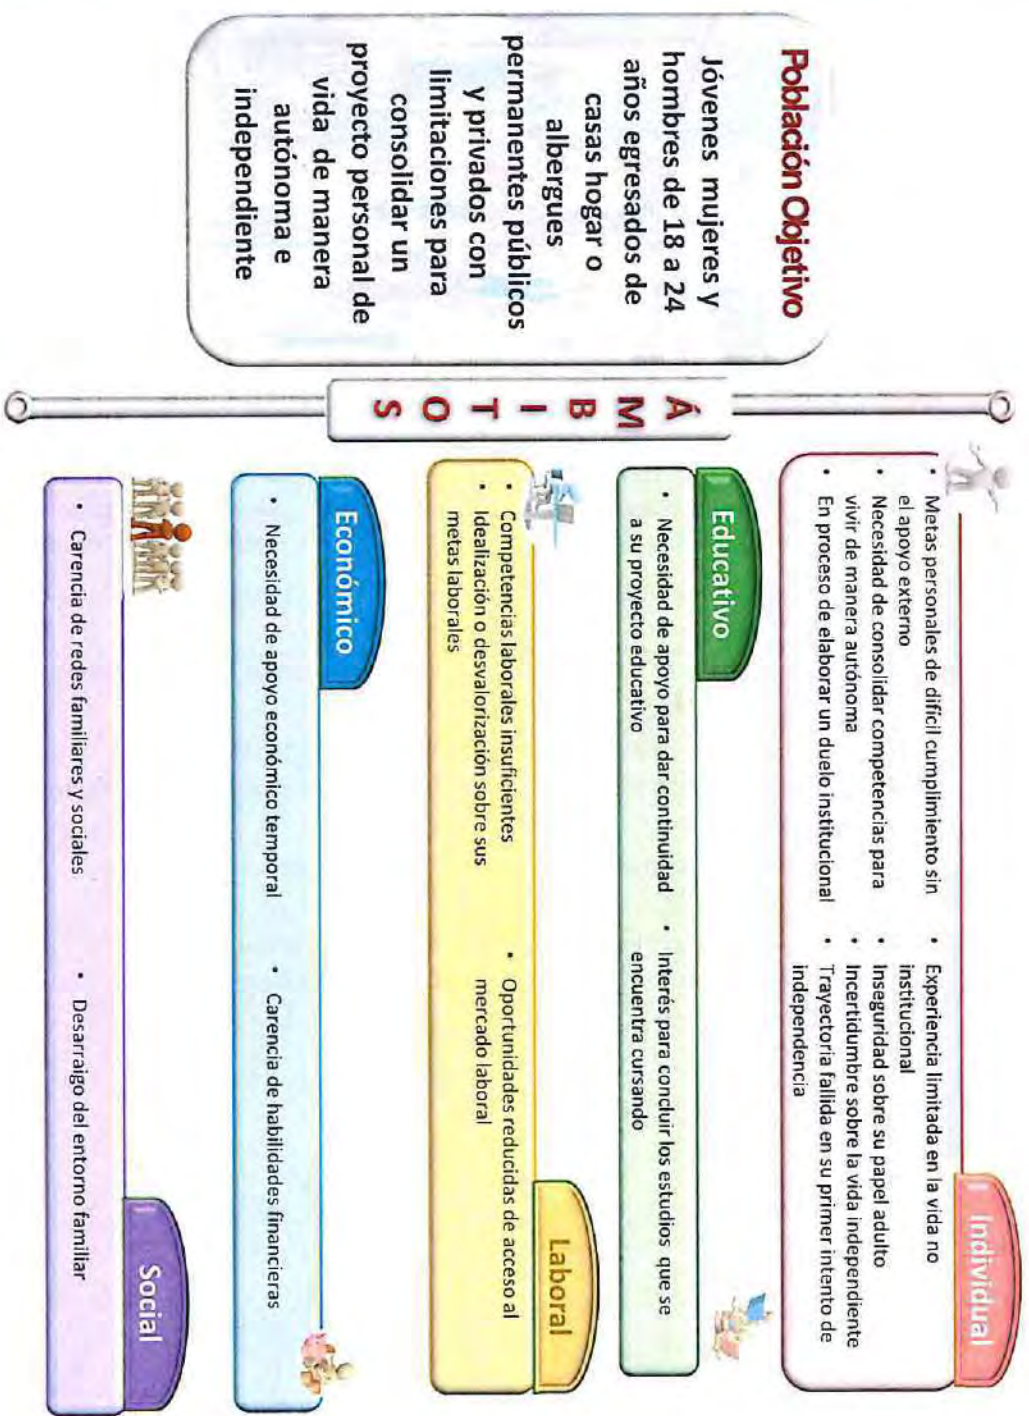 Población Objetivo
Jóvenes mujeres y
hombres de 18 a 24
años egresados de
casas hogar o
albergues
permanentes públicos
y privados con
limitaciones para
consolidar un
proyecto personal de
vida de manera
autónoma e
independiente
Á
M
B
I
T
O
S
Individual
• Metas personales de difícil cumplimiento sin
el apoyo externo
• Necesidad de consolidar competencias para
vivir de manera autónoma
• En proceso de elaborar un duelo institucional
• Experiencia limitada en la vida no
institucional
• Inseguridad sobre su papel adulto
• Incertidumbre sobre la vida independiente
• Trayectoria fallida en su primer intento de
independencia
Educativo
• Necesidad de apoyo para dar continuidad
a su proyecto educativo
• Interés para concluir los estudios que se
encuentra cursando
Laboral
• Competencias laborales insuficientes
• Idealización o desvalorización sobre sus
metas laborales
• Oportunidades reducidas de acceso al
mercado laboral
Económico
• Necesidad de apoyo económico temporal
• Carencia de habilidades financieras
Social
• Carencia de redes familiares y sociales
• Desarraigo del entorno familiar